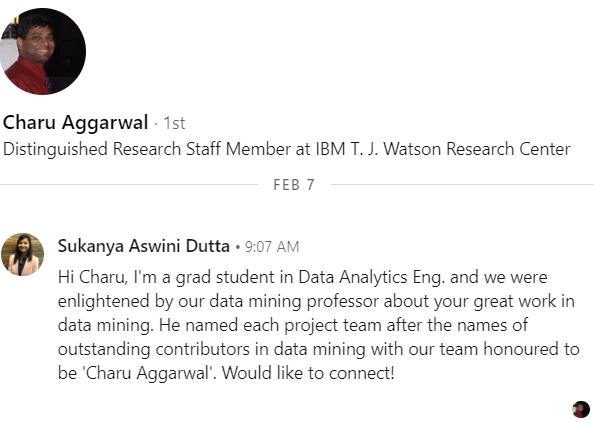 Charu Aggarwal · 1st
Distinguished Research Staff Member at IBM T. J. Watson Research Center
FEB 7
Sukanya Aswini Dutta • 9:07 AM
Hi Charu, I'm a grad student in Data Analytics Eng. and we were
enlightened by our data mining professor about your great work in
data mining. He named each project team after the names of
outstanding contributors in data mining with our team honoured to
be 'Charu Aggarwal'. Would like to connect!